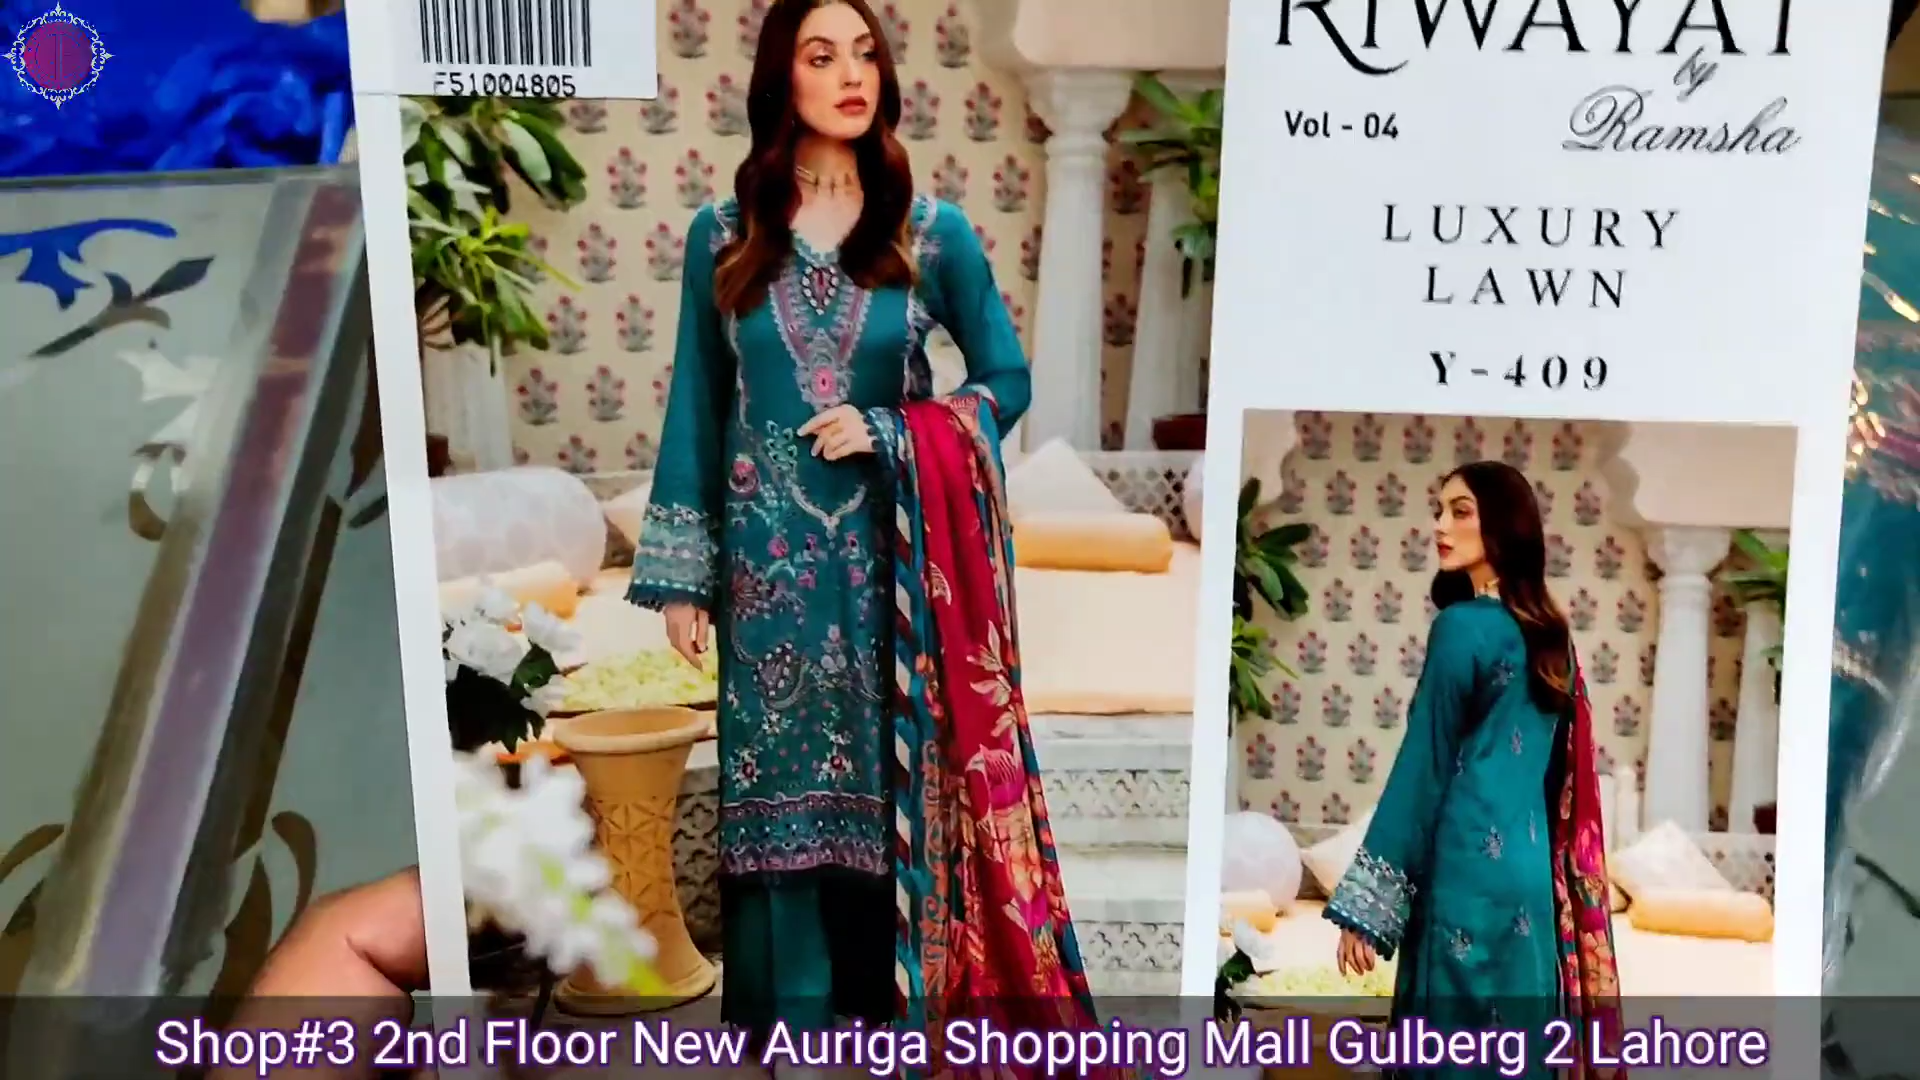 F51004805
RIWAYAT
by
Ramsha
Vol - 04
LUXURY
LAWN
Y-409
Shop#3 2nd Floor New Auriga Shopping Mall Gulberg 2 Lahore